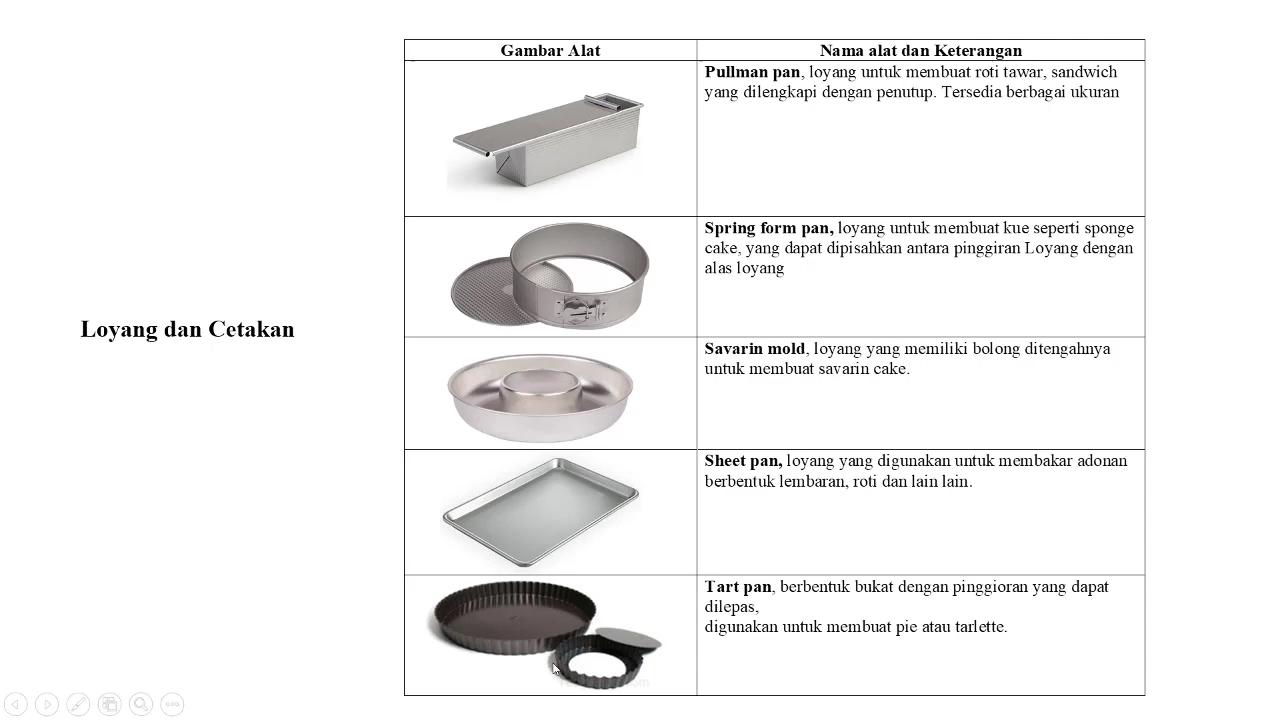 Loyang dan Cetakan
Gambar Alat
Nama alat dan Keterangan
Pullman pan, loyang untuk membuat roti tawar, sandwich
yang dilengkapi dengan penutup. Tersedia berbagai ukuran
Spring form pan, loyang untuk membuat kue seperti sponge
cake, yang dapat dipisahkan antara pinggiran Loyang dengan
alas loyang
Savarin mold, loyang yang memiliki bolong ditengahnya
untuk membuat savarin cake.
Sheet pan, loyang yang digunakan untuk membakar adonan
berbentuk lembaran, roti dan lain lain.
Tart pan, berbentuk bukat dengan pinggioran yang dapat
dilepas,
digunakan untuk membuat pie atau tarlette.